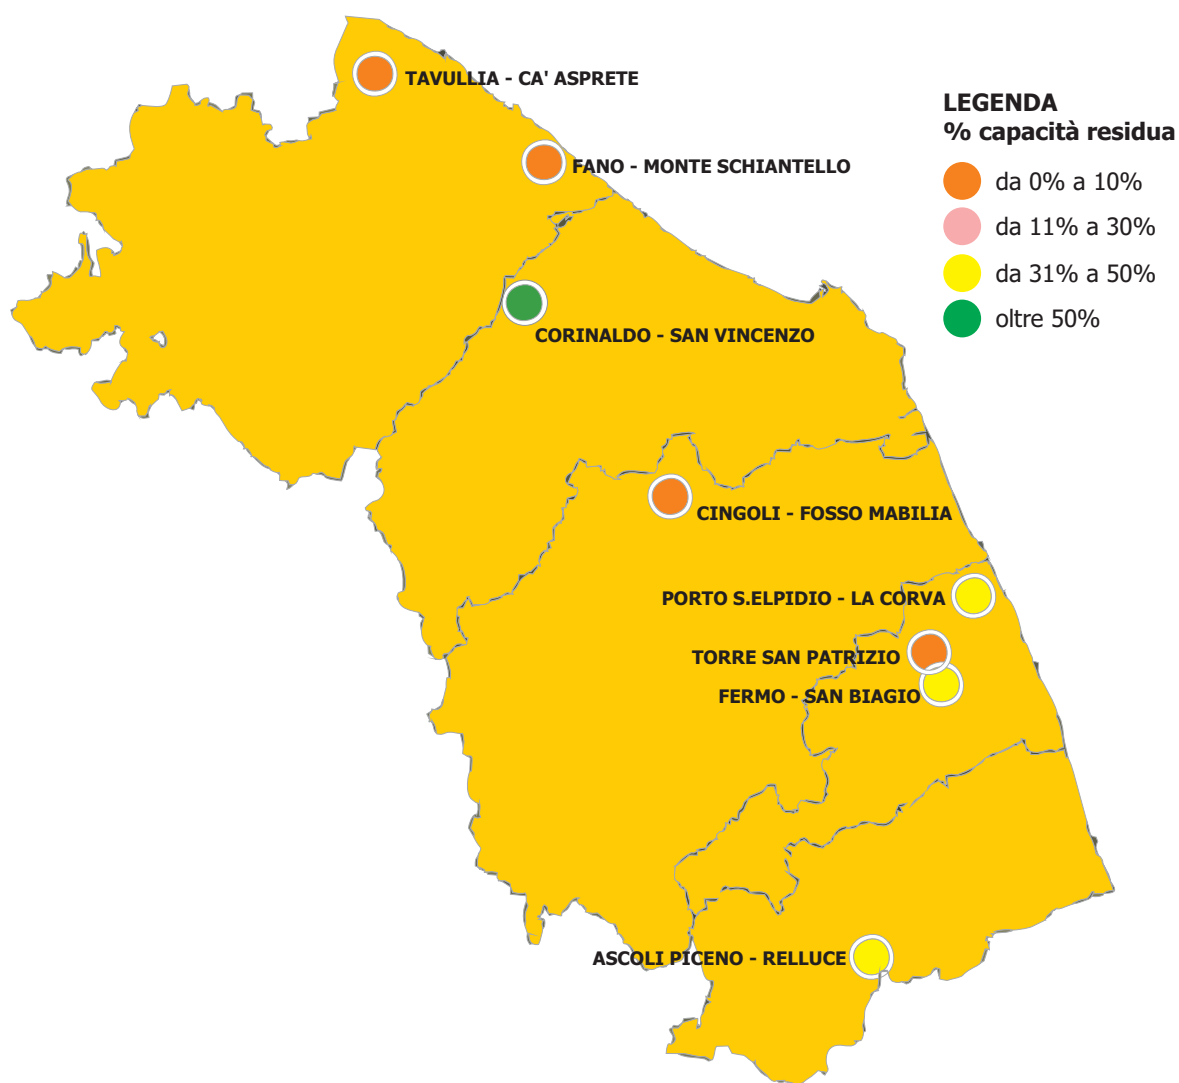 TAVULLIA - CA' ASPRETE
FANO - MONTE SCHIANTELLO
CORINALDO - SAN VINCENZO
CINGOLI - FOSSO MABILIA
PORTO S.ELPIDIO - LA CORVA
TORRE SAN PATRIZIO
FERMO - SAN BIAGIO
ASCOLI PICENO - RELLUCE
LEGENDA
% capacità residua
da 0% a 10%
da 11% a 30%
da 31% a 50%
oltre 50%